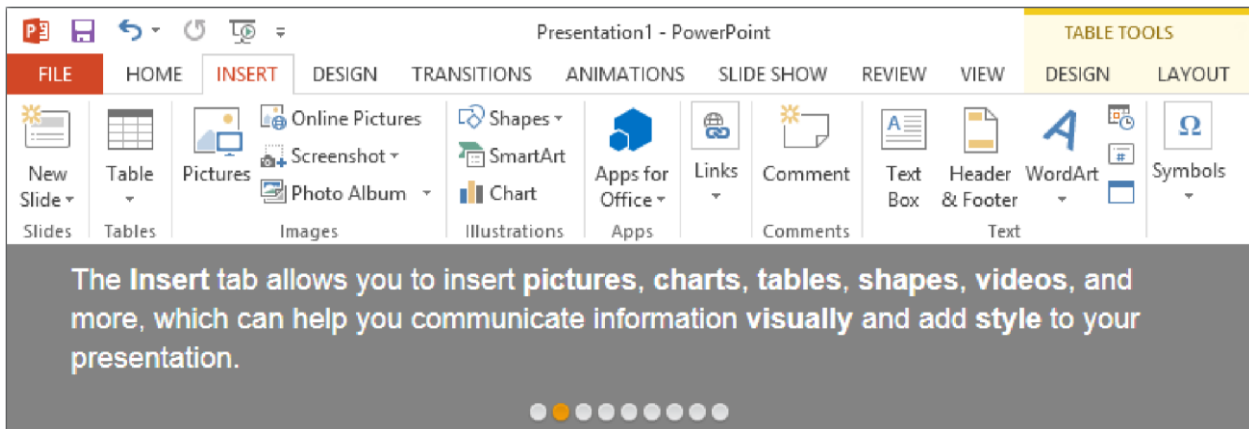 Presentation1 - PowerPoint
TABLE TOOLS
FILE HOME INSERT DESIGN TRANSITIONS ANIMATIONS SLIDE SHOW REVIEW VIEW DESIGN LAYOUT
New Slide
Table
Pictures
Online Pictures
Screenshot
Photo Album
Shapes
SmartArt
Chart
Apps for
Office
Links
Comment
Text
Box
Header
& Footer
WordArt
Symbols
Slides Tables Images Illustrations Apps Comments Text
The Insert tab allows you to insert pictures, charts, tables, shapes, videos, and
more, which can help you communicate information visually and add style to your
presentation.